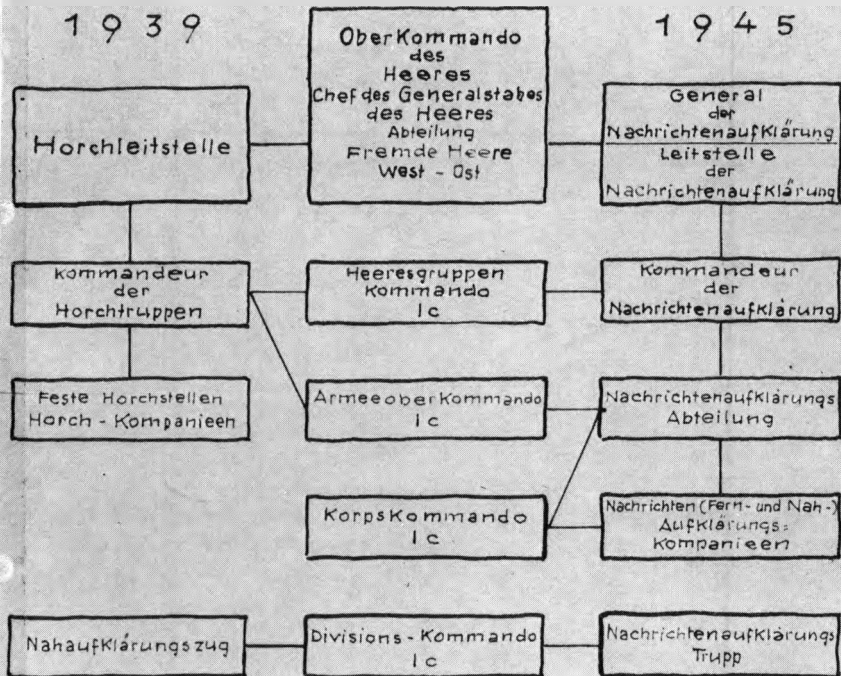 1939
1945
OberKommando
des
Heeres
Chef des Generalstabes
des Heeres
Abteilung
Fremde Heere
West - Ost
Horchleitstelle
General
der
Nachrichtenaufklärung
Leitstelle
der
Nachrichtenaufklärung
Kommandeur
der
Horchtruppen
Heeresgruppen
Kommando
Ic
Kommandeur
der
Nachrichtenaufklärung
Feste Horchstellen
Horch - Kompanieen
Armeeoberkommando
Ic
Nachrichtenaufklärungs
Abteilung
Korpskommando
Ic
Nachrichten (Fern- und Nah-)
Aufklärungs-
Kompanieen
Nahaufklärungszug
Divisions - Kommando
Ic
Nachrichtenaufklärungs
Trupp